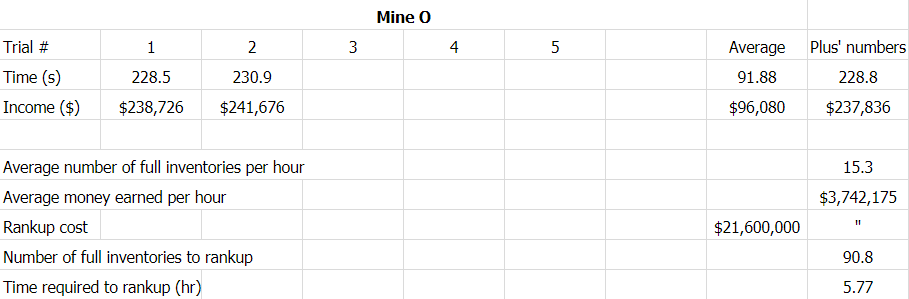 Mine O
Trial # 1 2 3 4 5 Average Plus' numbers
Time (s) 228.5 230.9 91.88 228.8
Income ($) $238,726 $241,676 $96,080 $237,836
Average number of full inventories per hour 15.3
Average money earned per hour $3,742,175
Rankup cost $21,600,000 "
Number of full inventories to rankup 90.8
Time required to rankup (hr) 5.77